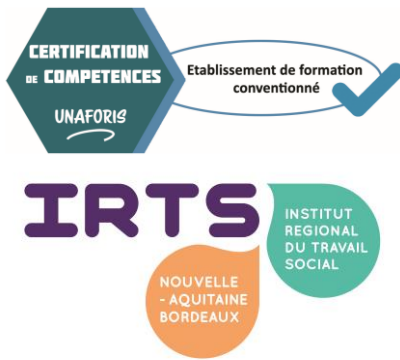 CERTIFICATION
DE COMPETENCES
UNAFORIS
Etablissement de formation
conventionné
IRTS
INSTITUT
REGIONAL
DU TRAVAIL
SOCIAL
NOUVELLE
- AQUITAINE
BORDEAUX